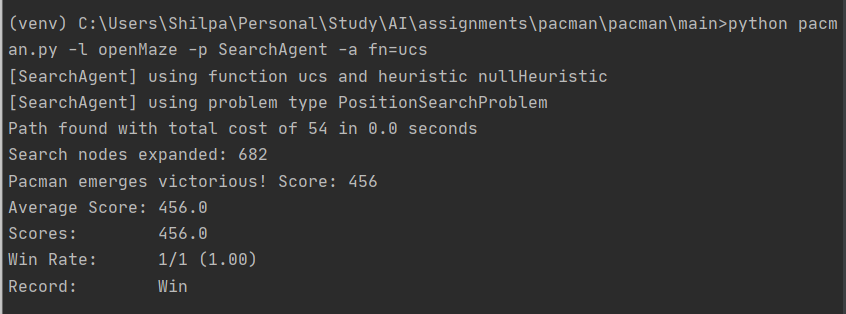 (venv) C:\Users\Shilpa\Personal\Study\AI\assignments\pacman\pacman\main>python pacm
an.py -l openMaze -p SearchAgent -a fn=ucs
[SearchAgent] using function ucs and heuristic nullHeuristic
[SearchAgent] using problem type PositionSearchProblem
Path found with total cost of 54 in 0.0 seconds
Search nodes expanded: 682
Pacman emerges victorious! Score: 456
Average Score: 456.0
Scores:        456.0
Win Rate:      1/1 (1.00)
Record:        Win